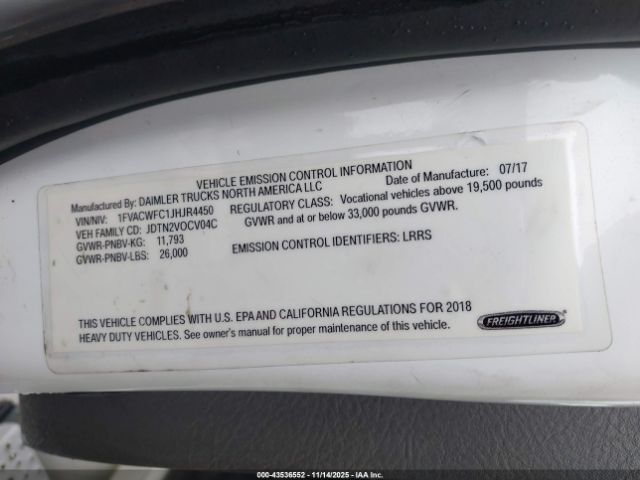 VEHICLE EMISSION CONTROL INFORMATION
Manufactured By: DAIMLER TRUCKS NORTH AMERICA LLC Date of Manufacture: 07/17
VIN/NIV: 1FVACWFC1JHJR4450 REGULATORY CLASS: Vocational vehicles above 19,500 pounds
VEH FAMILY CD: JDTN2VOCV04C GVWR and at or below 33,000 pounds GVWR.
GVWR-PNBV-KG: 11,793
GVWR-PNBV-LBS: 26,000 EMISSION CONTROL IDENTIFIERS: LRRS
THIS VEHICLE COMPLIES WITH U.S. EPA AND CALIFORNIA REGULATIONS FOR 2018
HEAVY DUTY VEHICLES. See owner's manual for proper maintenance of this vehicle.
FREIGHTLINER
000-43536552 - 11/14/2025 - IAA Inc.